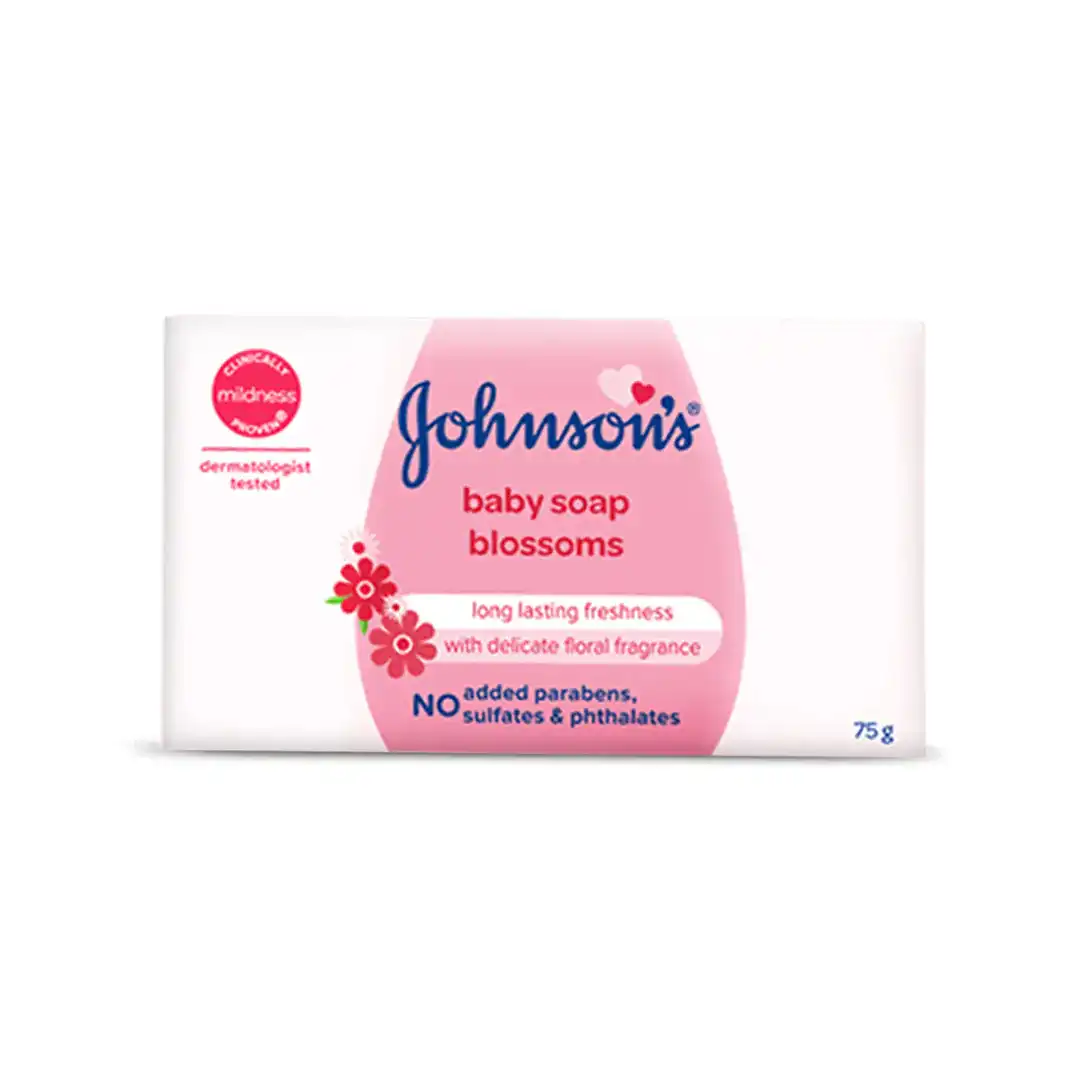 CLINICALLY
mildness
PROVEN®
dermatologist
tested
Johnson's®
baby soap
blossoms
long lasting freshness
with delicate floral fragrance
NO added parabens,
sulfates & phthalates
75 g